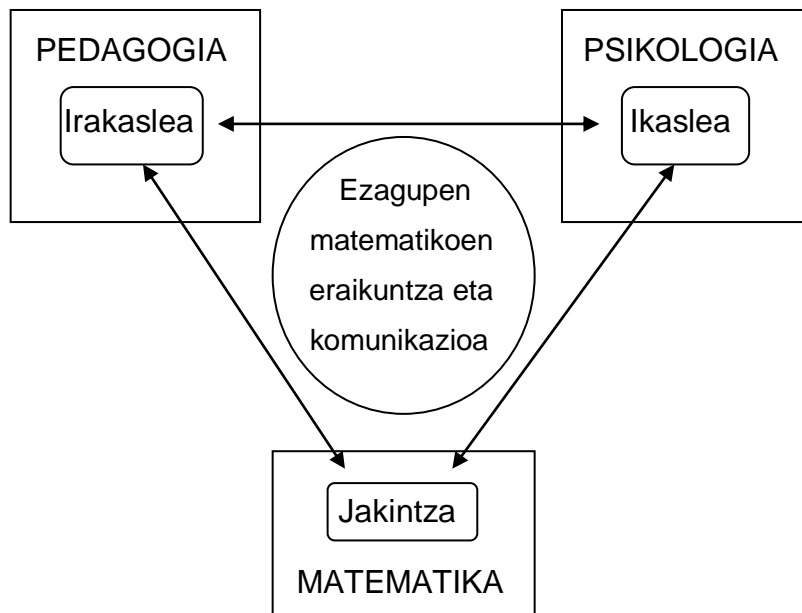 PEDAGOGIA
PSIKOLOGIA
Irakaslea
Ikaslea
Ezagupen
matematikoen
eraikuntza eta
komunikazioa
Jakintza
MATEMATIKA